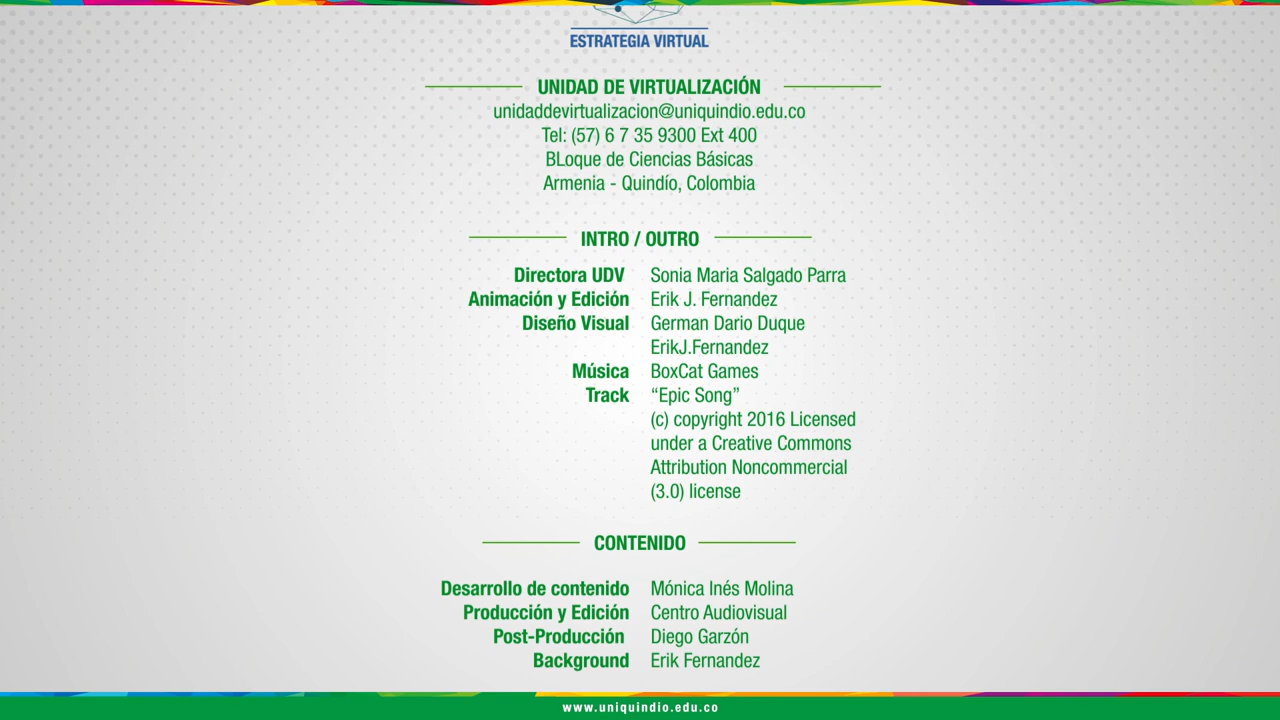 ESTRATEGIA VIRTUAL
UNIDAD DE VIRTUALIZACIÓN
unidaddevirtualizacion@uniquindio.edu.co
Tel: (57) 6 7 35 9300 Ext 400
BLoque de Ciencias Básicas
Armenia - Quindío, Colombia
INTRO / OUTRO
Directora UDV Sonia Maria Salgado Parra
Animación y Edición Erik J. Fernandez
Diseño Visual German Dario Duque
ErikJ.Fernandez
Música BoxCat Games
Track “Epic Song”
(c) copyright 2016 Licensed
under a Creative Commons
Attribution Noncommercial
(3.0) license
CONTENIDO
Desarrollo de contenido Mónica Inés Molina
Producción y Edición Centro Audiovisual
Post-Producción Diego Garzón
Background Erik Fernandez
www.uniquindio.edu.co